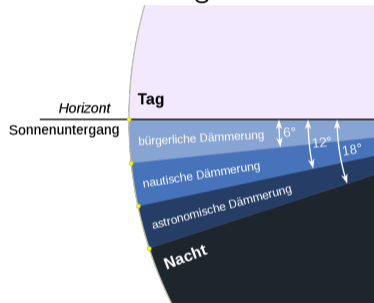 Horizont
Tag
Sonnenuntergang
bürgerliche Dämmerung
6°
12°
18°
nautische Dämmerung
astronomische Dämmerung
Nacht